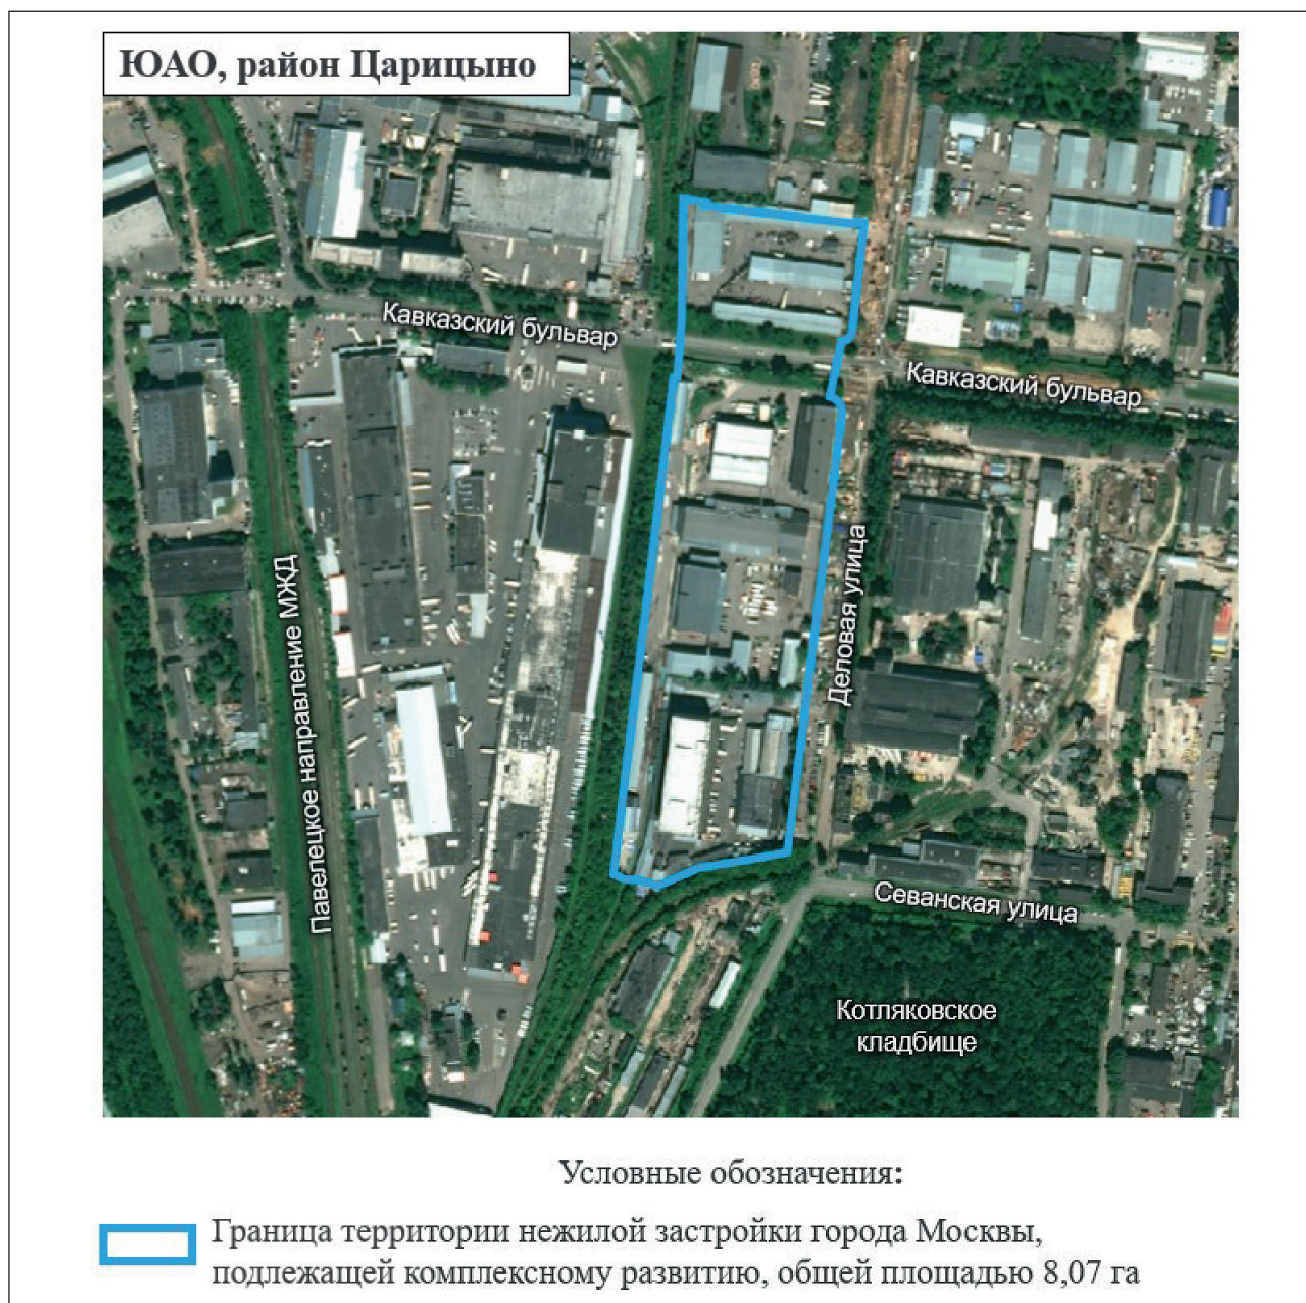 ЮАО, район Царицыно
Кавказский бульвар
Кавказский бульвар
Павелецкое направление МЖД
Деловая улица
Севанская улица
Котляковское
кладбище
Условные обозначения:
Граница территории нежилой застройки города Москвы,
подлежащей комплексному развитию, общей площадью 8,07 га